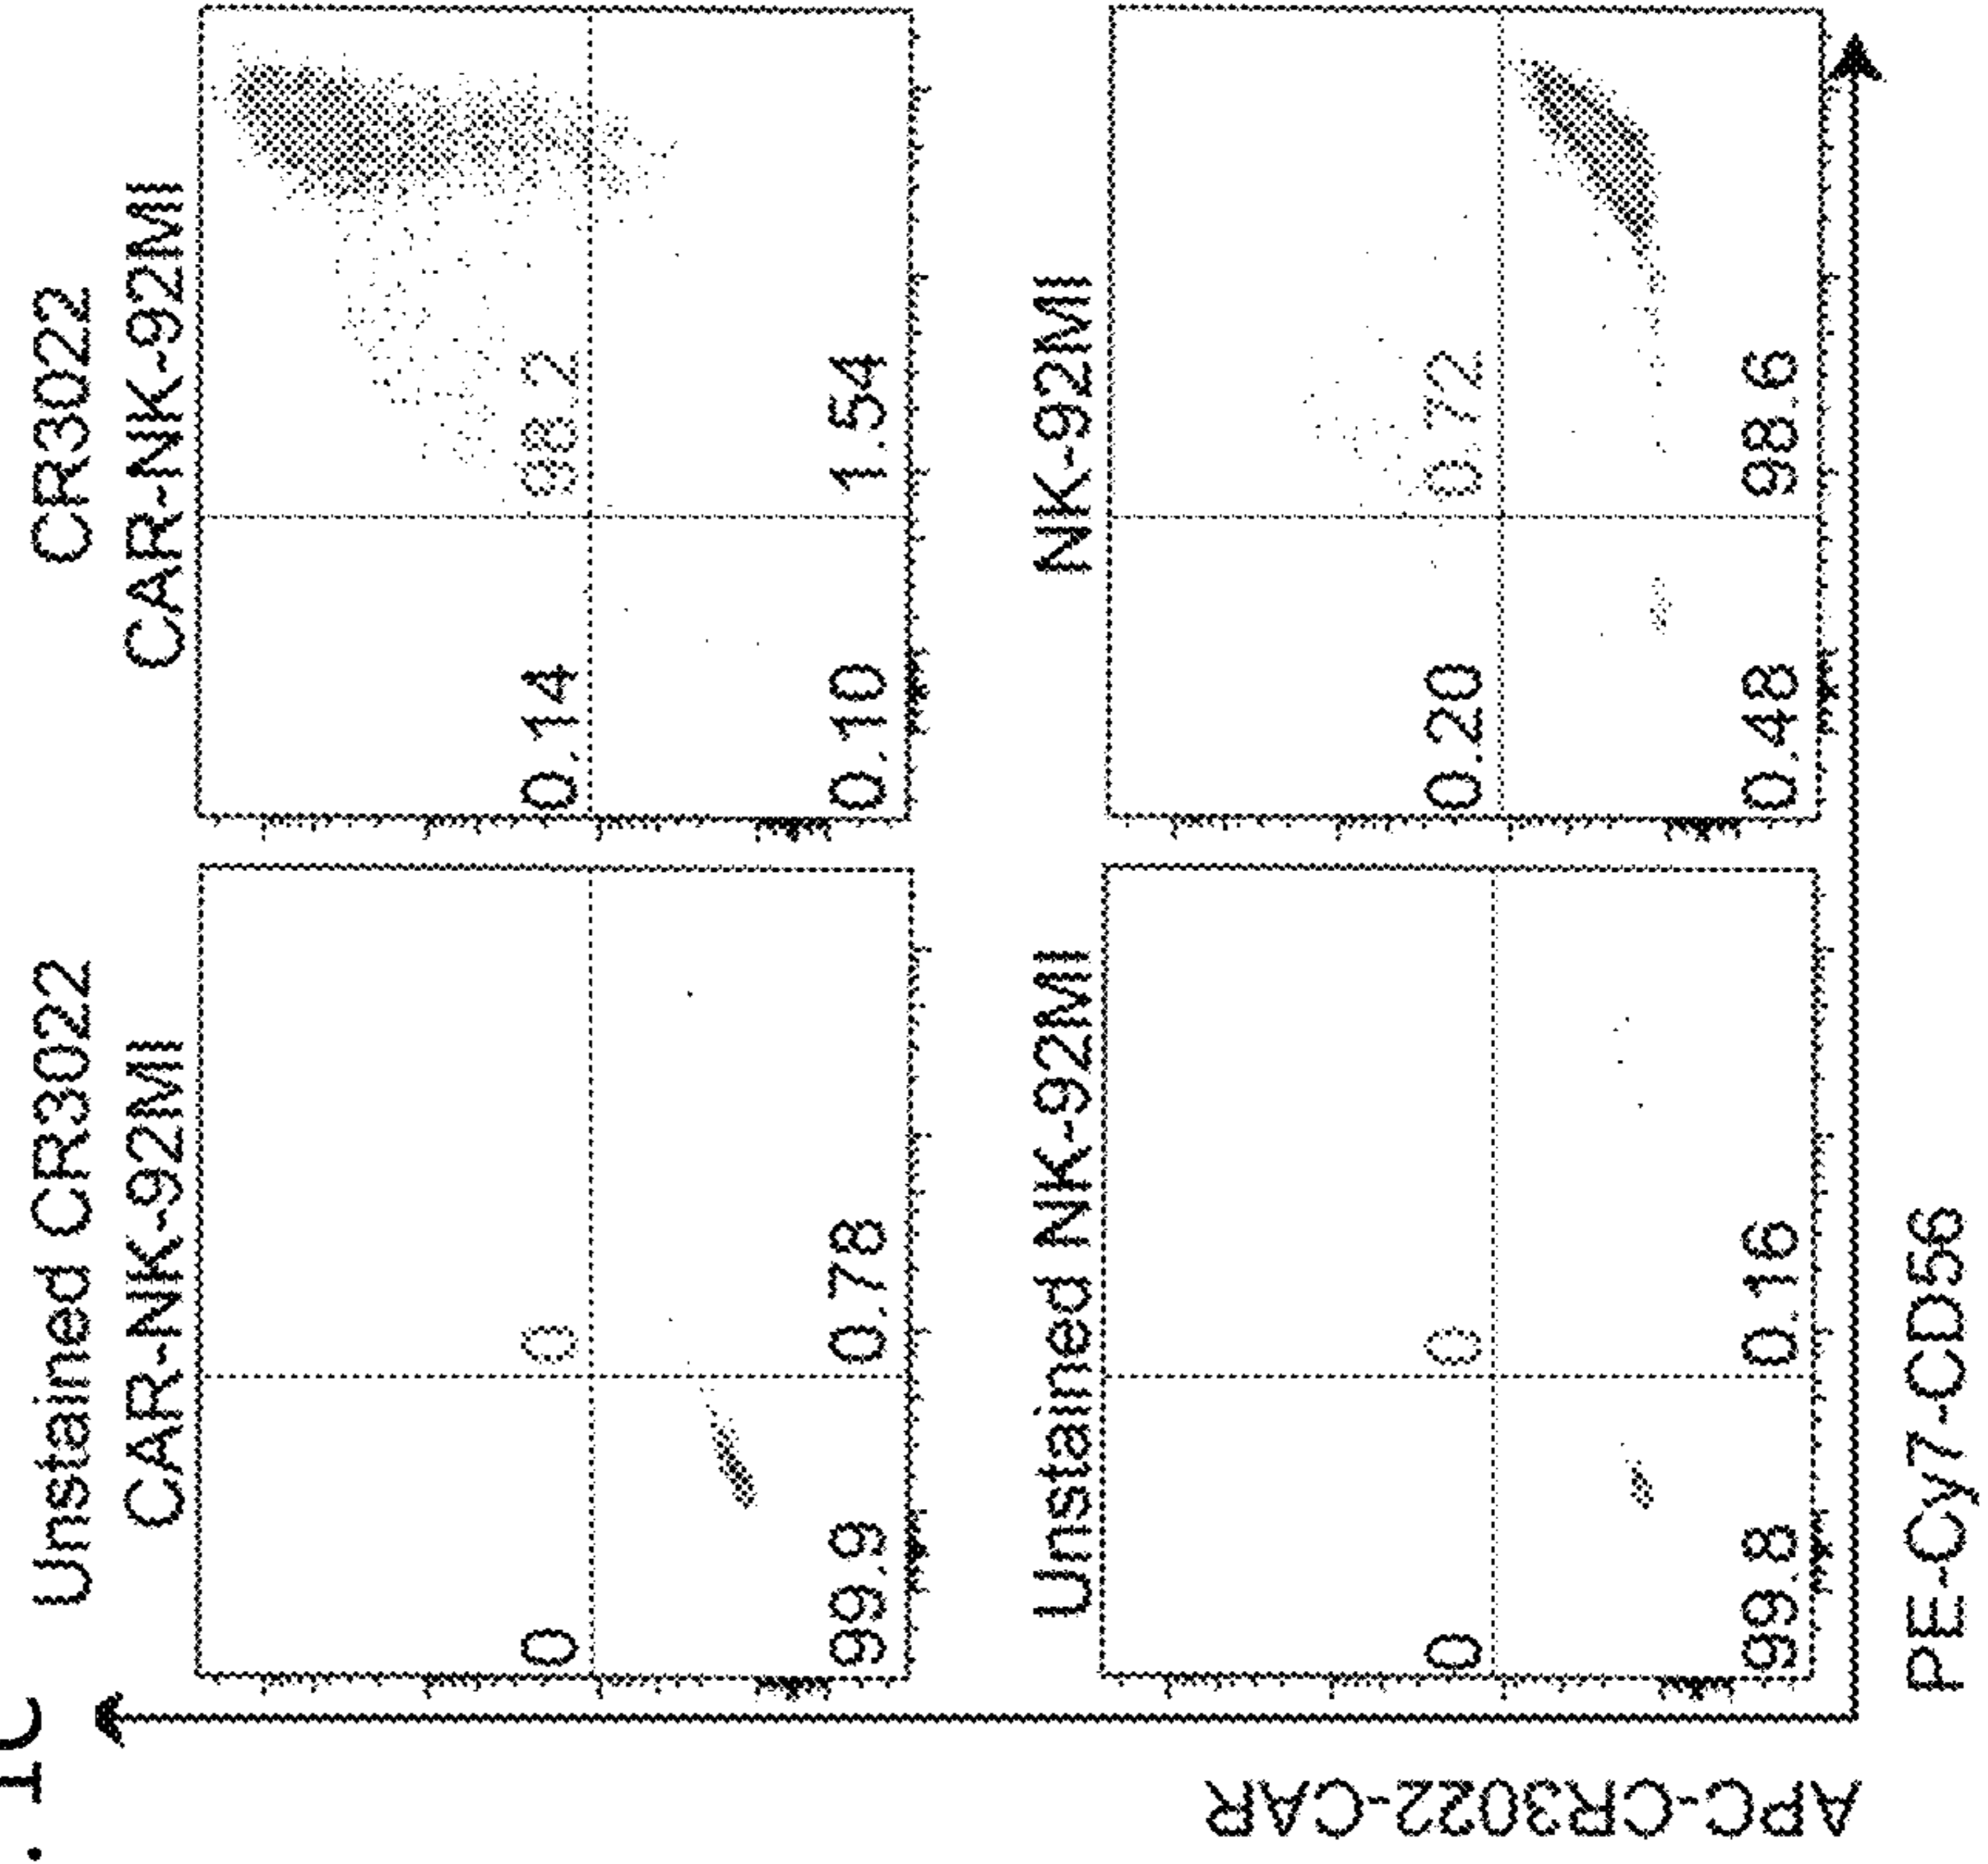 . 1C
Unstained CR3022
CAR-NK-92MI
CR3022
CAR-NK-92MI
0
0
99.9
0.78
0.14
98.2
0.10
1.54
Unstained NK-92MI
NK-92MI
0
0
99.8
0.16
0.20
0.72
0.48
98.6
APC-CR3022-CAR
PE-Cy7-CD56